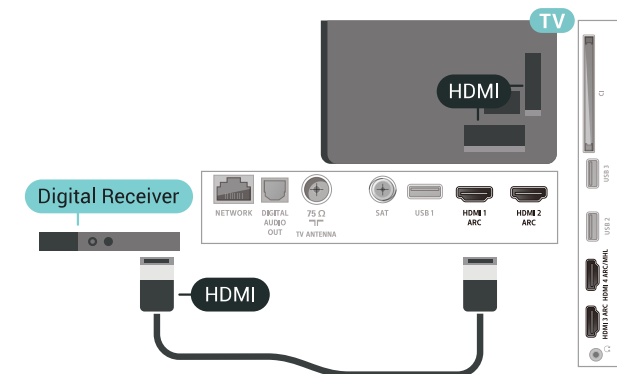 TV
HDMI
CI
USB 3
USB 2
HDMI 4 ARC/MHL
HDMI 3 ARC
Digital Receiver
NETWORK
DIGITAL
AUDIO
OUT
75 Ω
TV ANTENNA
SAT
USB 1
HDMI 1
ARC
HDMI 2
ARC
HDMI